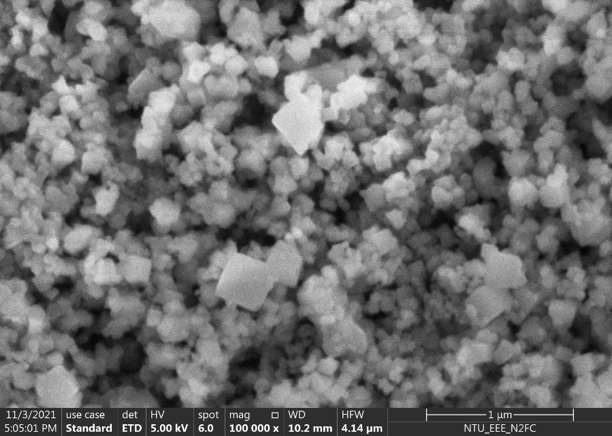 11/3/2021 use case det HV spot mag □ WD HFW 1 µm
5:05:01 PM Standard ETD 5.00 kV 6.0 100 000 x 10.2 mm 4.14 µm NTU_EEE_N2FC